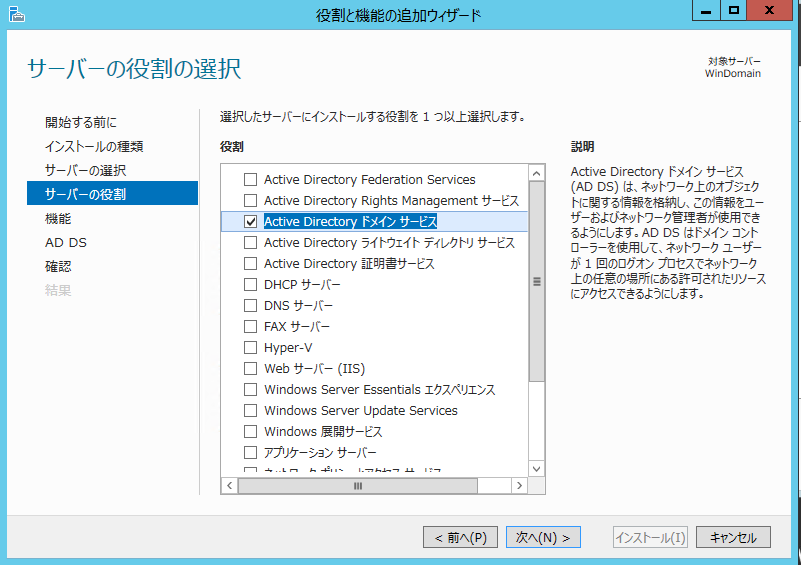 役割と機能の追加ウィザード
サーバーの役割の選択
対象サーバー
WinDomain
開始する前に
インストールの種類
サーバーの選択
サーバーの役割
機能
AD DS
確認
結果
選択したサーバーにインストールする役割を 1 つ以上選択します。
役割
Active Directory Federation Services
Active Directory Rights Management サービス
Active Directory ドメイン サービス
Active Directory ライトウェイト ディレクトリ サービス
Active Directory 証明書サービス
DHCP サーバー
DNS サーバー
FAX サーバー
Hyper-V
Web サーバー (IIS)
Windows Server Essentials エクスペリエンス
Windows Server Update Services
Windows 展開サービス
アプリケーション サーバー
説明
Active Directory ドメイン サービス
(AD DS) は、ネットワーク上のオブジェク
トに関する情報を格納し、この情報をユ
ーザーおよびネットワーク管理者が使用でき
るようにします。AD DS はドメイン コント
ローラーを使用して、ネットワーク ユーザー
が 1 回のログオン プロセスでネットワーク
上の任意の場所にある許可されたリソース
にアクセスできるようにします。
< 前へ(P)
次へ(N) >
インストール(I)
キャンセル